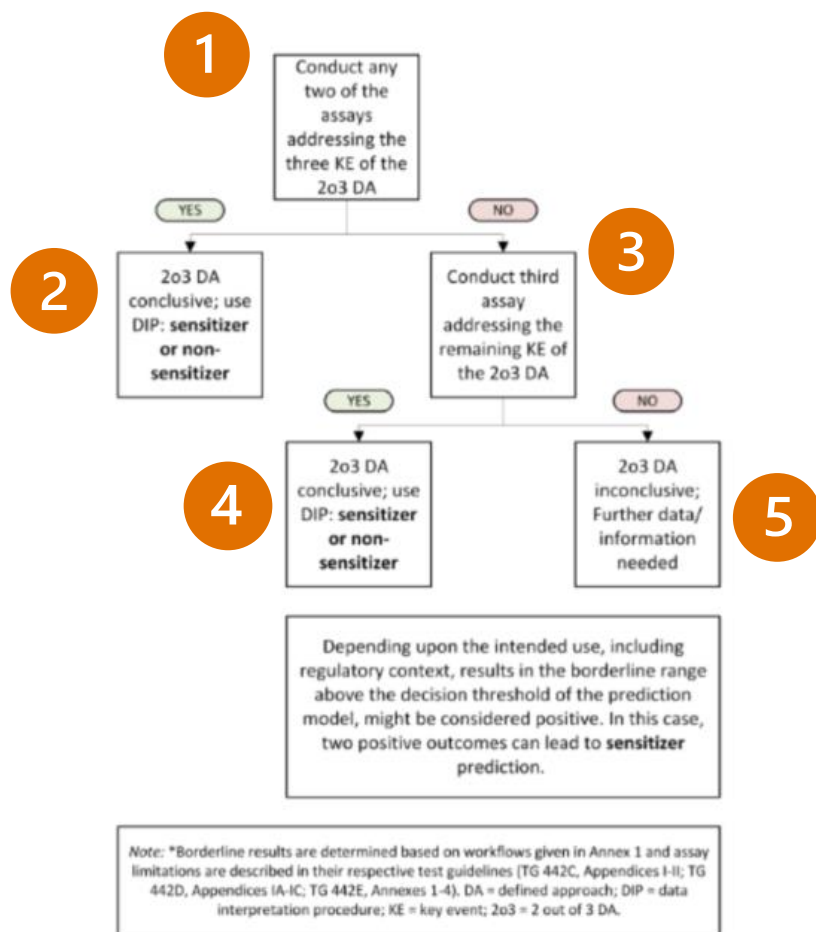 1
Conduct any
two of the
assays
addressing the
three KE of the
2o3 DA
YES
NO
2
2o3 DA
conclusive; use
DIP: sensitizer
or non-
sensitizer
3
Conduct third
assay
addressing the
remaining KE of
the 2o3 DA
YES
NO
4
2o3 DA
conclusive; use
DIP: sensitizer
or non-
sensitizer
2o3 DA
inconclusive;
Further data/
information
needed
5
Depending upon the intended use, including
regulatory context, results in the borderline range
above the decision threshold of the prediction
model, might be considered positive. In this case,
two positive outcomes can lead to sensitizer
prediction.
Note: *Borderline results are determined based on workflows given in Annex 1 and assay
limitations are described in their respective test guidelines (TG 442C, Appendices I-II; TG
442D, Appendices IA-IC; TG 442E, Annexes 1-4). DA = defined approach; DIP = data
interpretation procedure; KE = key event; 2o3 = 2 out of 3 DA.